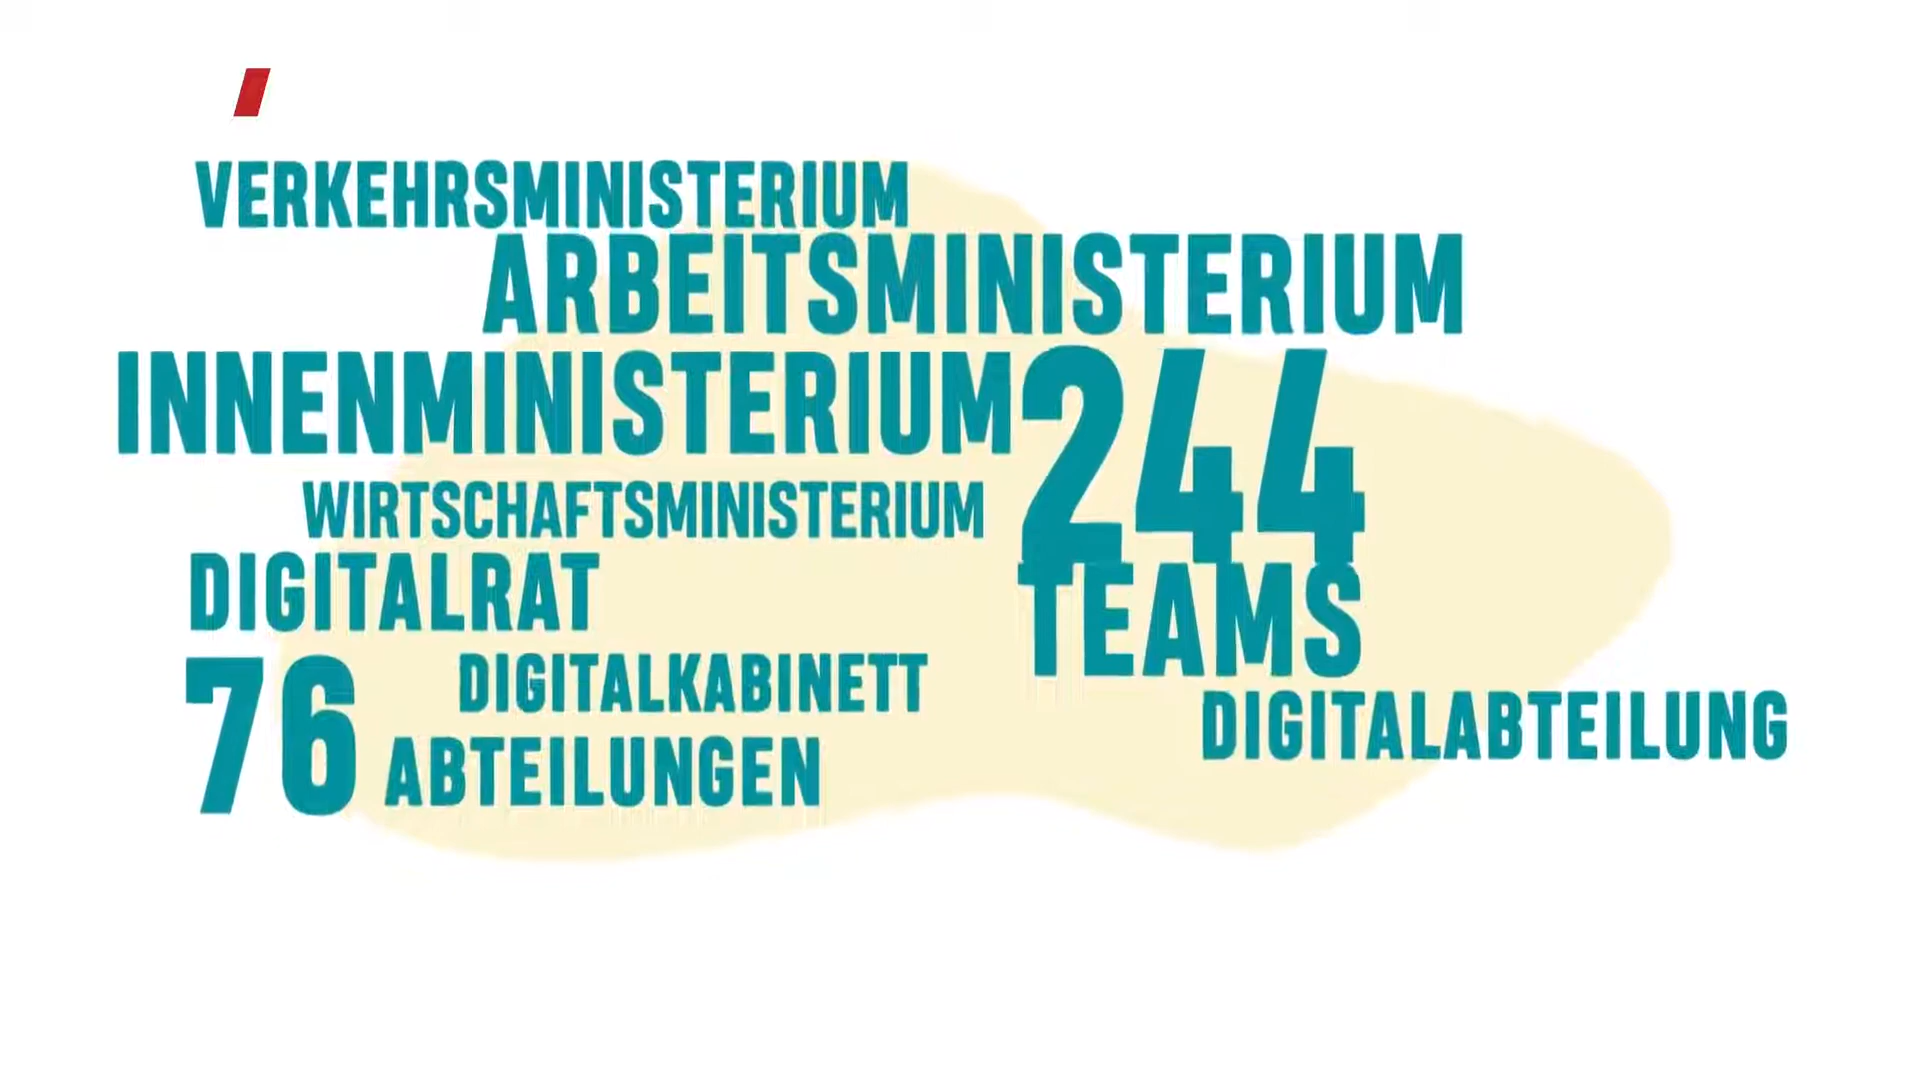 VERKEHRSMINISTERIUM
ARBEITSMINISTERIUM
INNENMINISTERIUM
244
WIRTSCHAFTSMINISTERIUM
DIGITALRAT
TEAMS
76
DIGITALKABINETT
DIGITALABTEILUNG
ABTEILUNGEN